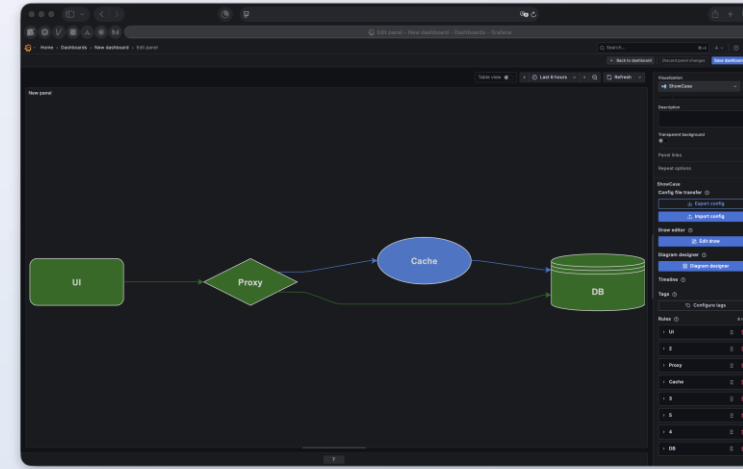 Edit panel - New dashboard - Dashboards - Grafana
Home › Dashboards › New dashboard › Edit panel
Search...
Back to dashboard
Discard panel changes
Save dashboard
Table view
Last 6 hours
Refresh
New panel
UI
Proxy
Cache
DB
Visualization
ShowCase
Description
Transparent background
Panel links
Repeat options
ShowCase
Config file transfer
Export config
Import config
Draw editor
Edit draw
Diagram designer
Diagram designer
Timeline
Tags
Configure tags
Rules
UI
2
Proxy
Cache
3
5
4
DB